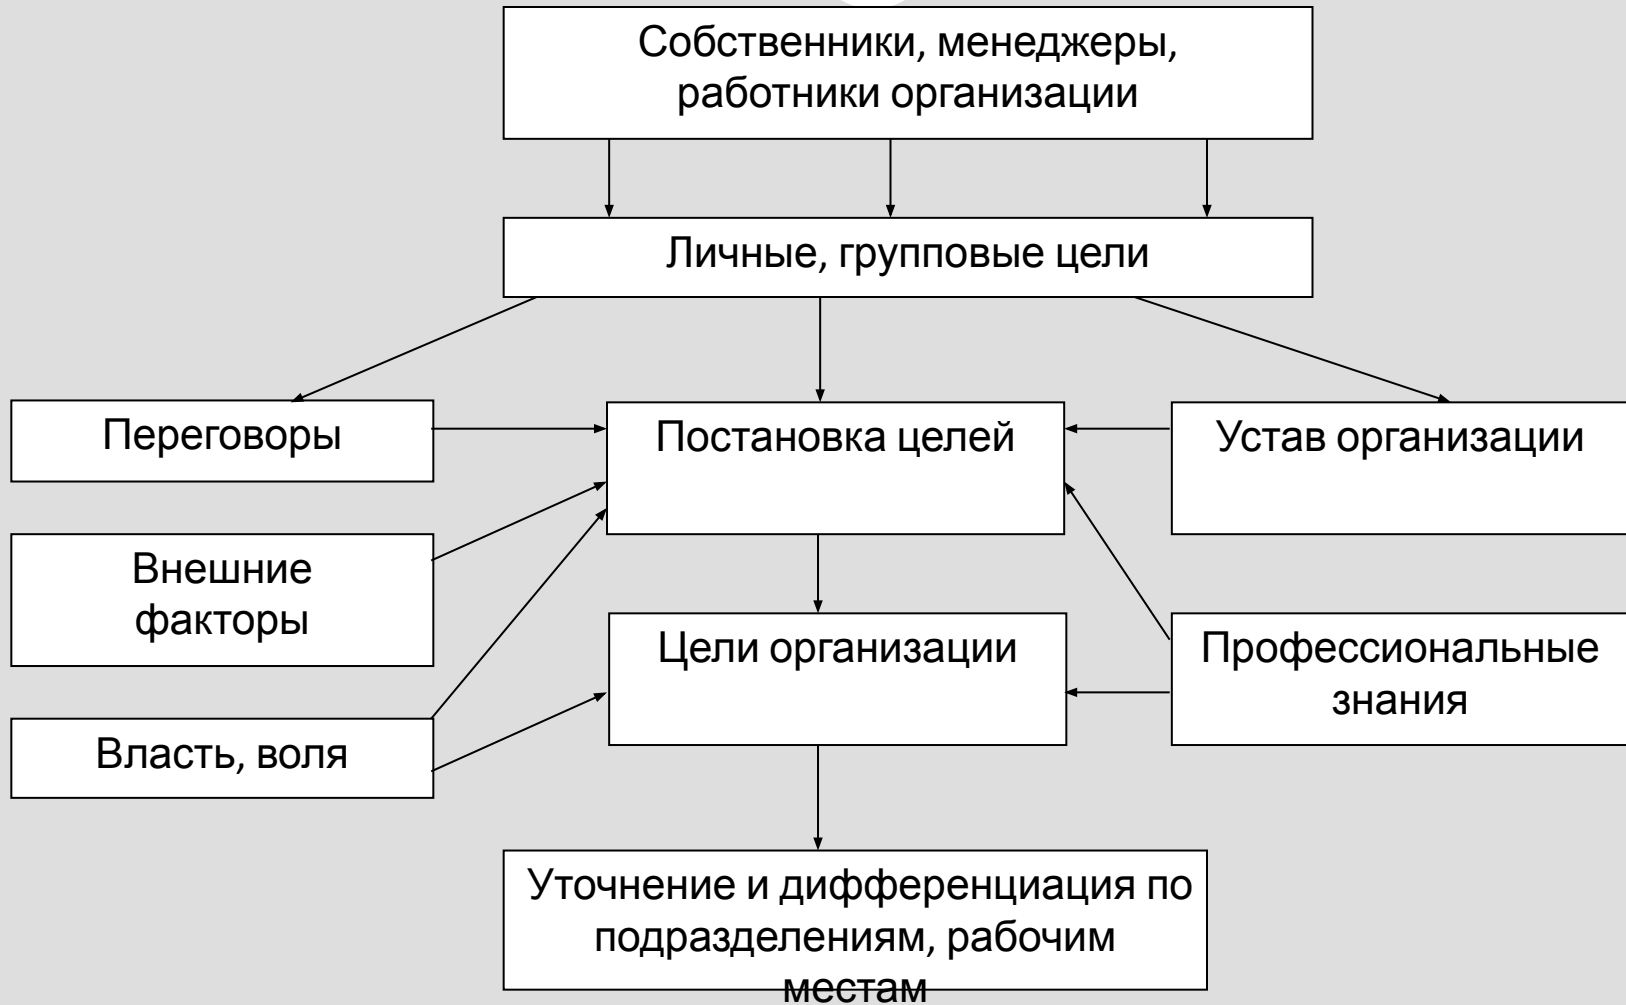 Собственники, менеджеры,
работники организации
Личные, групповые цели
Переговоры
Постановка целей
Устав организации
Внешние
факторы
Цели организации
Профессиональные
знания
Власть, воля
Уточнение и дифференциация по
подразделениям, рабочим
местам